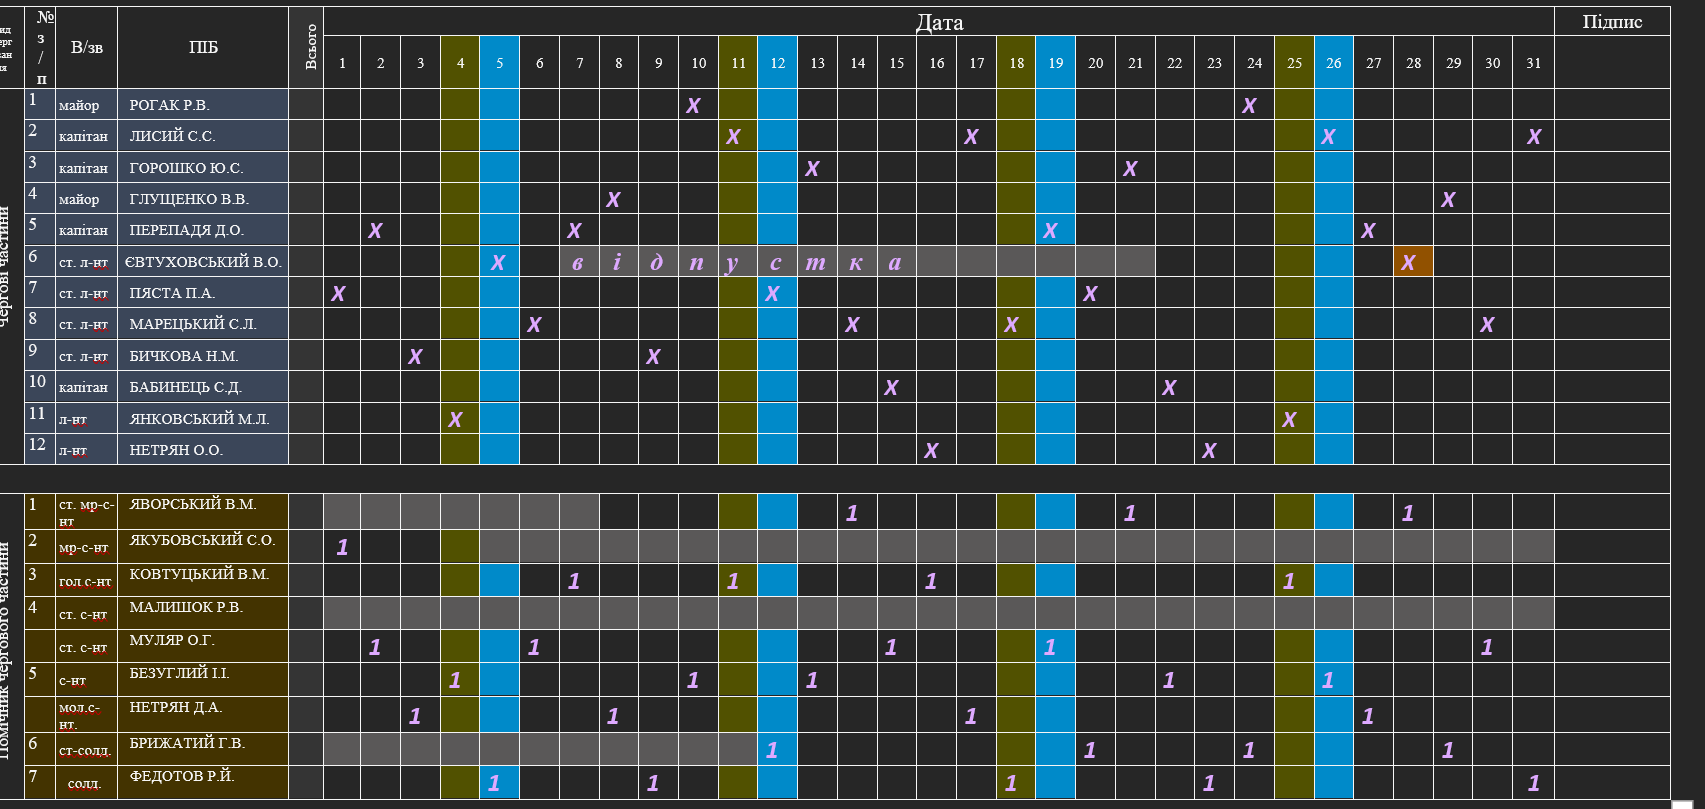 № з / п В/зв ПІБ Всього Дата Підпис
1 2 3 4 5 6 7 8 9 10 11 12 13 14 15 16 17 18 19 20 21 22 23 24 25 26 27 28 29 30 31
Чергові частини
1 майор РОГАК Р.В. X X
2 капітан ЛИСИЙ С.С. X X X X
3 капітан ГОРОШКО Ю.С. X X
4 майор ГЛУЩЕНКО В.В. X X
5 капітан ПЕРЕПАДЯ Д.О. X X X X
6 ст. л-нт ЄВТУХОВСЬКИЙ В.О. X в і д п у с т к а X
7 ст. л-нт ПЯСТА П.А. X X X
8 ст. л-нт МАРЕЦЬКИЙ С.Л. X X X X
9 ст. л-нт БИЧКОВА Н.М. X X
10 капітан БАБИНЕЦЬ С.Д. X X
11 л-нт ЯНКОВСЬКИЙ М.Л. X X
12 л-нт НЕТРЯН О.О. X X
Помічник чергового частини
1 ст. мр-с-нт ЯВОРСЬКИЙ В.М. 1 1 1
2 мр-с-нт ЯКУБОВСЬКИЙ С.О. 1
3 гол.с-нт КОВТУЦЬКИЙ В.М. 1 1 1 1
4 ст. с-нт МАЛИШОК Р.В.
ст. с-нт МУЛЯР О.Г. 1 1 1 1 1
5 с-нт БЕЗУГЛИЙ І.І. 1 1 1 1 1
мол.с-нт. НЕТРЯН Д.А. 1 1 1 1
6 ст-солд. БРИЖАТИЙ Г.В. 1 1 1 1
7 солд. ФЕДОТОВ Р.Й. 1 1 1 1 1